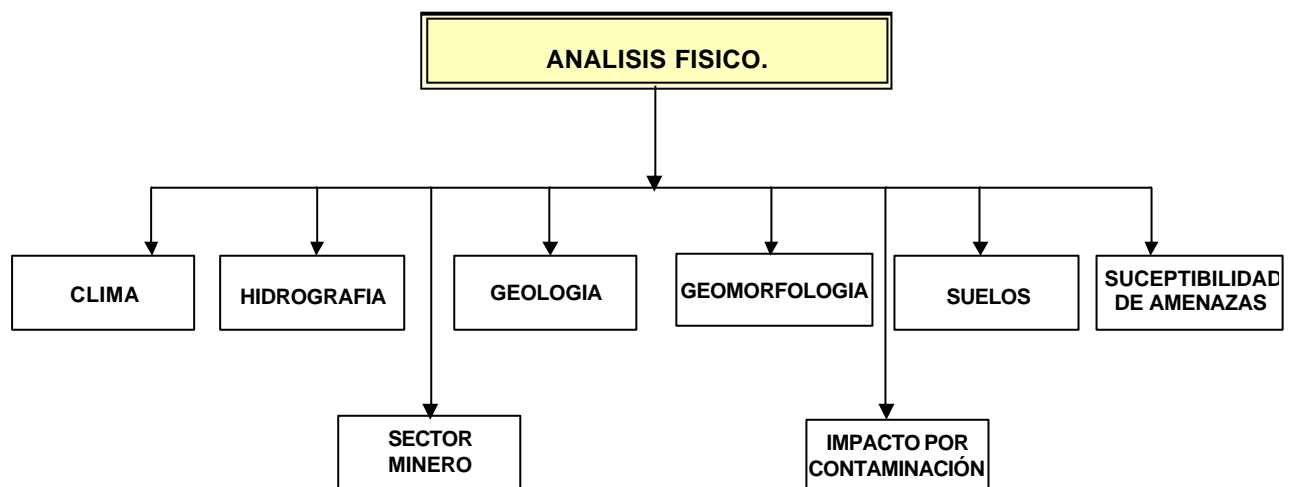 ANALISIS FISICO.
CLIMA
HIDROGRAFIA
GEOLOGIA
GEOMORFOLOGIA
SUELOS
SUCEPTIBILIDAD
DE AMENAZAS
SECTOR
MINERO
IMPACTO POR
CONTAMINACIÓN